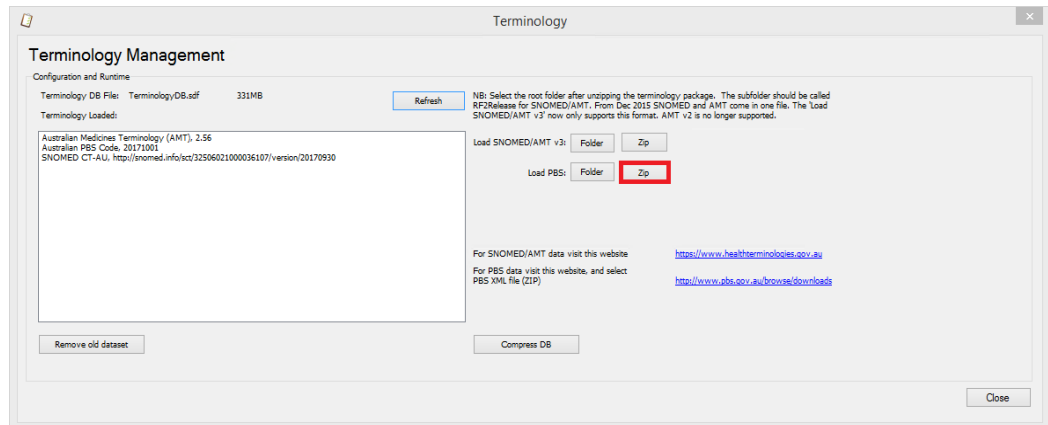 Terminology
Terminology Management
Configuration and Runtime
Terminology DB File: TerminologyDB.sdf 331MB
Refresh
Terminology Loaded:
Australian Medicines Terminology (AMT), 2.56
Australian PBS Code, 20171001
SNOMED CT-AU, http://snomed.info/sct/32506021000036107/version/20170930
NB: Select the root folder after unzipping the terminology package. The subfolder should be called
RF2Release for SNOMED/AMT. From Dec 2015 SNOMED and AMT come in one file. The 'Load
SNOMED/AMT v3' now only supports this format. AMT v2 is no longer supported.
Load SNOMED/AMT v3: Folder Zip
Load PBS: Folder Zip
For SNOMED/AMT data visit this website https://www.healthterminologies.gov.au
For PBS data visit this website, and select
PBS XML file (ZIP) http://www.pbs.gov.au/browse/downloads
Remove old dataset
Compress DB
Close